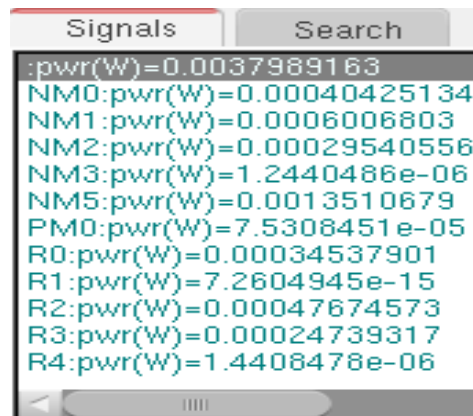 Signals Search
:pwr(W)=0.0037989163
NM0:pwr(W)=0.00040425134
NM1:pwr(W)=0.0006006803
NM2:pwr(W)=0.00029540556
NM3:pwr(W)=1.2440486e-06
NM5:pwr(W)=0.0013510679
PM0:pwr(W)=7.5308451e-05
R0:pwr(W)=0.00034537901
R1:pwr(W)=7.2604945e-15
R2:pwr(W)=0.00047674573
R3:pwr(W)=0.00024739317
R4:pwr(W)=1.4408478e-06